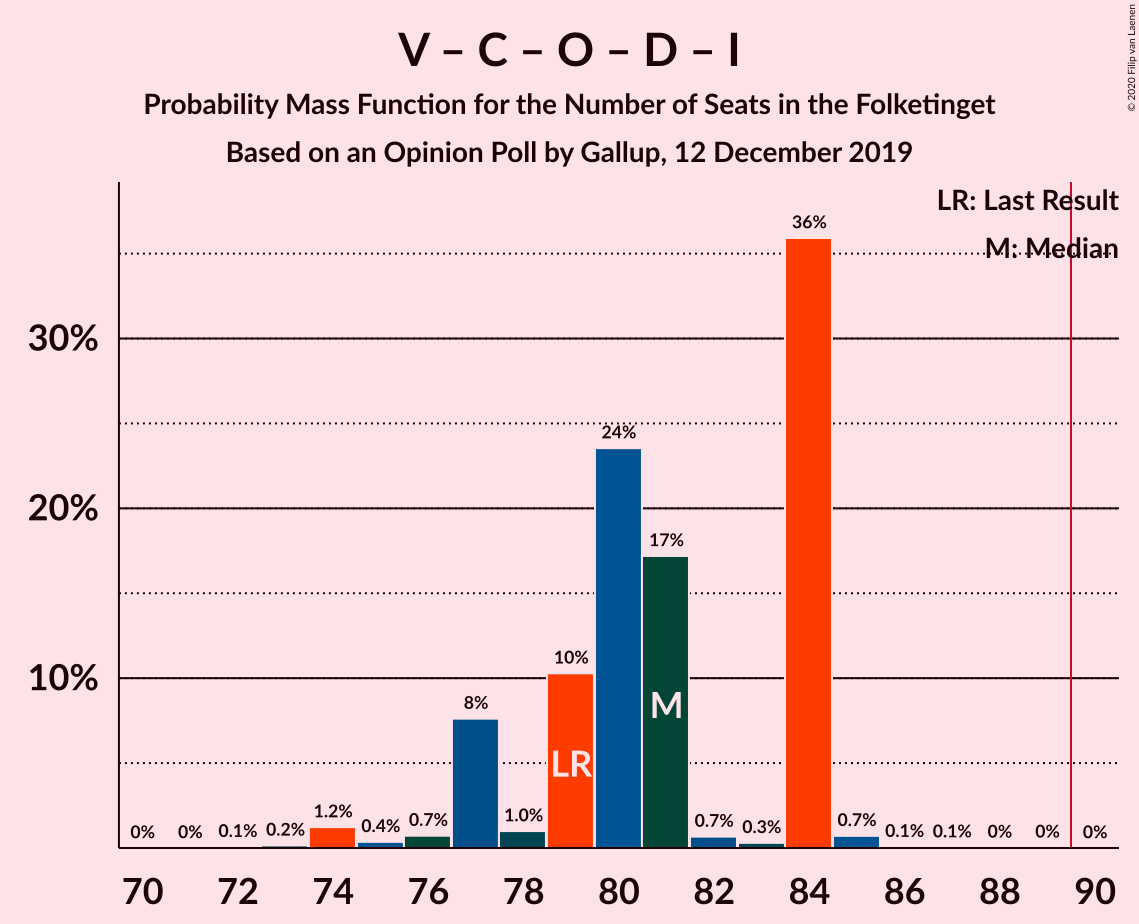 V – C – O – D – I
Probability Mass Function for the Number of Seats in the Folketinget
Based on an Opinion Poll by Gallup, 12 December 2019
© 2020 Filip van Laenen
LR: Last Result
M: Median
36%
30%
24%
20%
17%
10%
10%
8%
M
LR
0% 0% 0.1% 0.2% 1.2% 0.4% 0.7% 1.0% 0.7% 0.3% 0.7% 0.1% 0.1% 0% 0% 0%
70 72 74 76 78 80 82 84 86 88 90